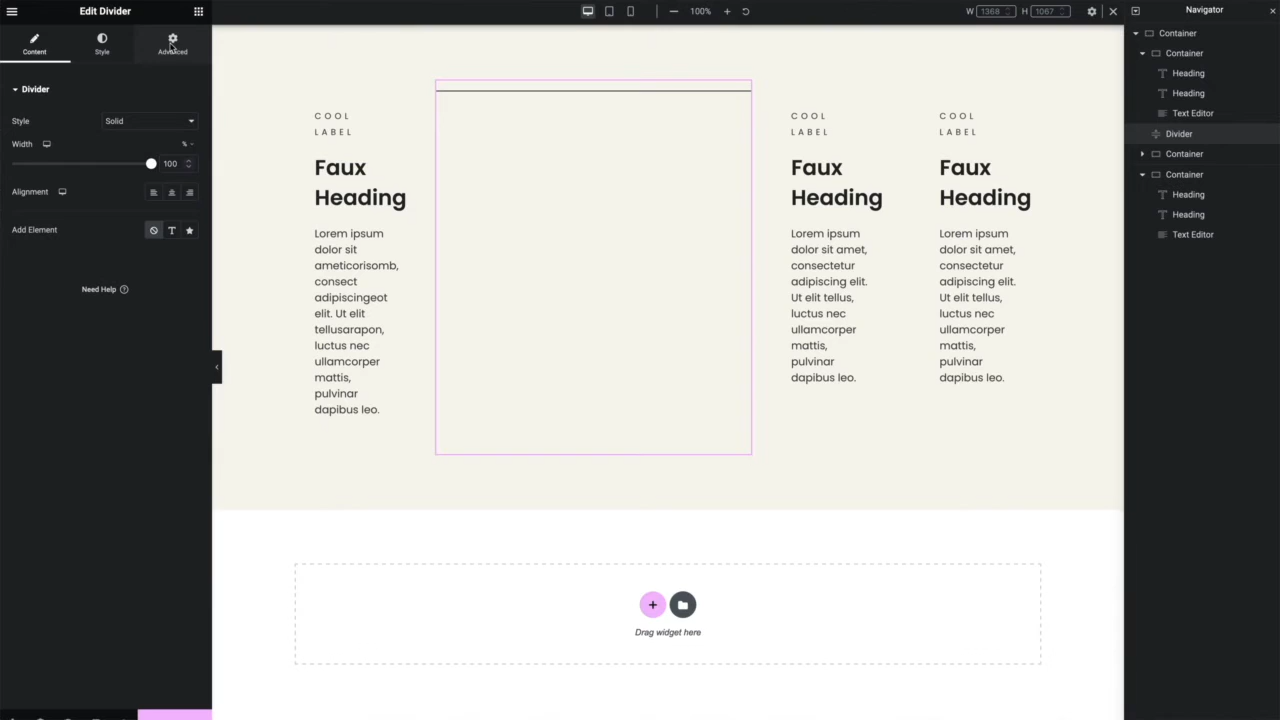 Edit Divider
100%
W 1368 H 1067
Navigator
Content
Style
Advanced
Divider
Style
Solid
Width
%
100
Alignment
Add Element
Need Help
COOL
LABEL
Faux
Heading
Lorem ipsum
dolor sit
ameticorisomb,
consect
adipiscingeot
elit. Ut elit
tellusarapon,
luctus nec
ullamcorper
mattis,
pulvinar
dapibus leo.
COOL
LABEL
Faux
Heading
Lorem ipsum
dolor sit amet,
consectetur
adipiscing elit.
Ut elit tellus,
luctus nec
ullamcorper
mattis,
pulvinar
dapibus leo.
COOL
LABEL
Faux
Heading
Lorem ipsum
dolor sit amet,
consectetur
adipiscing elit.
Ut elit tellus,
luctus nec
ullamcorper
mattis,
pulvinar
dapibus leo.
Drag widget here
Container
Container
Heading
Heading
Text Editor
Divider
Container
Container
Heading
Heading
Text Editor